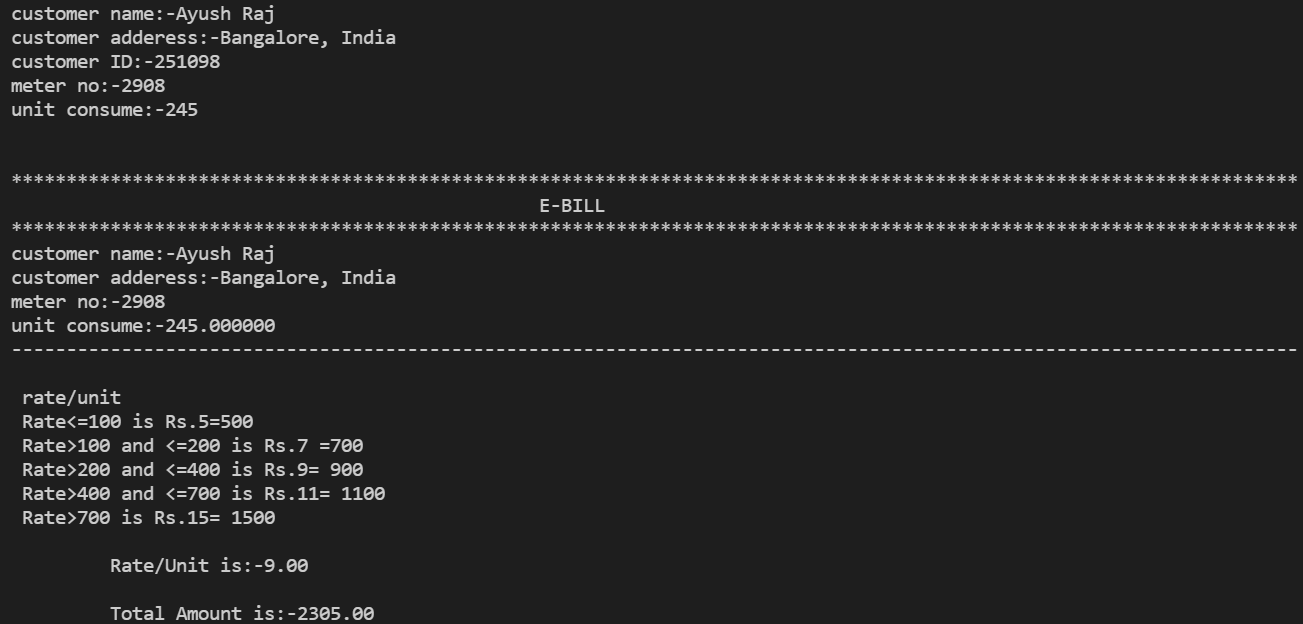 customer name:-Ayush Raj
customer adderess:-Bangalore, India
customer ID:-251098
meter no:-2908
unit consume:-245
*********************************************************************************************************************
E-BILL
*********************************************************************************************************************
customer name:-Ayush Raj
customer adderess:-Bangalore, India
meter no:-2908
unit consume:-245.000000
---------------------------------------------------------------------------------------------------------------------
rate/unit
Rate<=100 is Rs.5=500
Rate>100 and <=200 is Rs.7 =700
Rate>200 and <=400 is Rs.9= 900
Rate>400 and <=700 is Rs.11= 1100
Rate>700 is Rs.15= 1500
Rate/Unit is:-9.00
Total Amount is:-2305.00